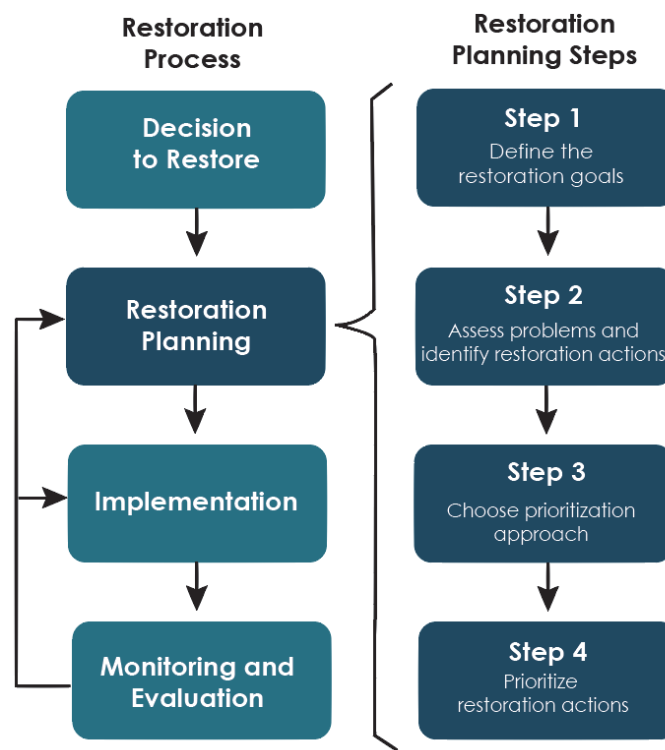 Restoration
Process
Decision
to Restore
Restoration
Planning
Implementation
Monitoring and
Evaluation
Restoration
Planning Steps
Step 1
Define the
restoration goals
Step 2
Assess problems and
identify restoration actions
Step 3
Choose prioritization
approach
Step 4
Prioritize
restoration actions